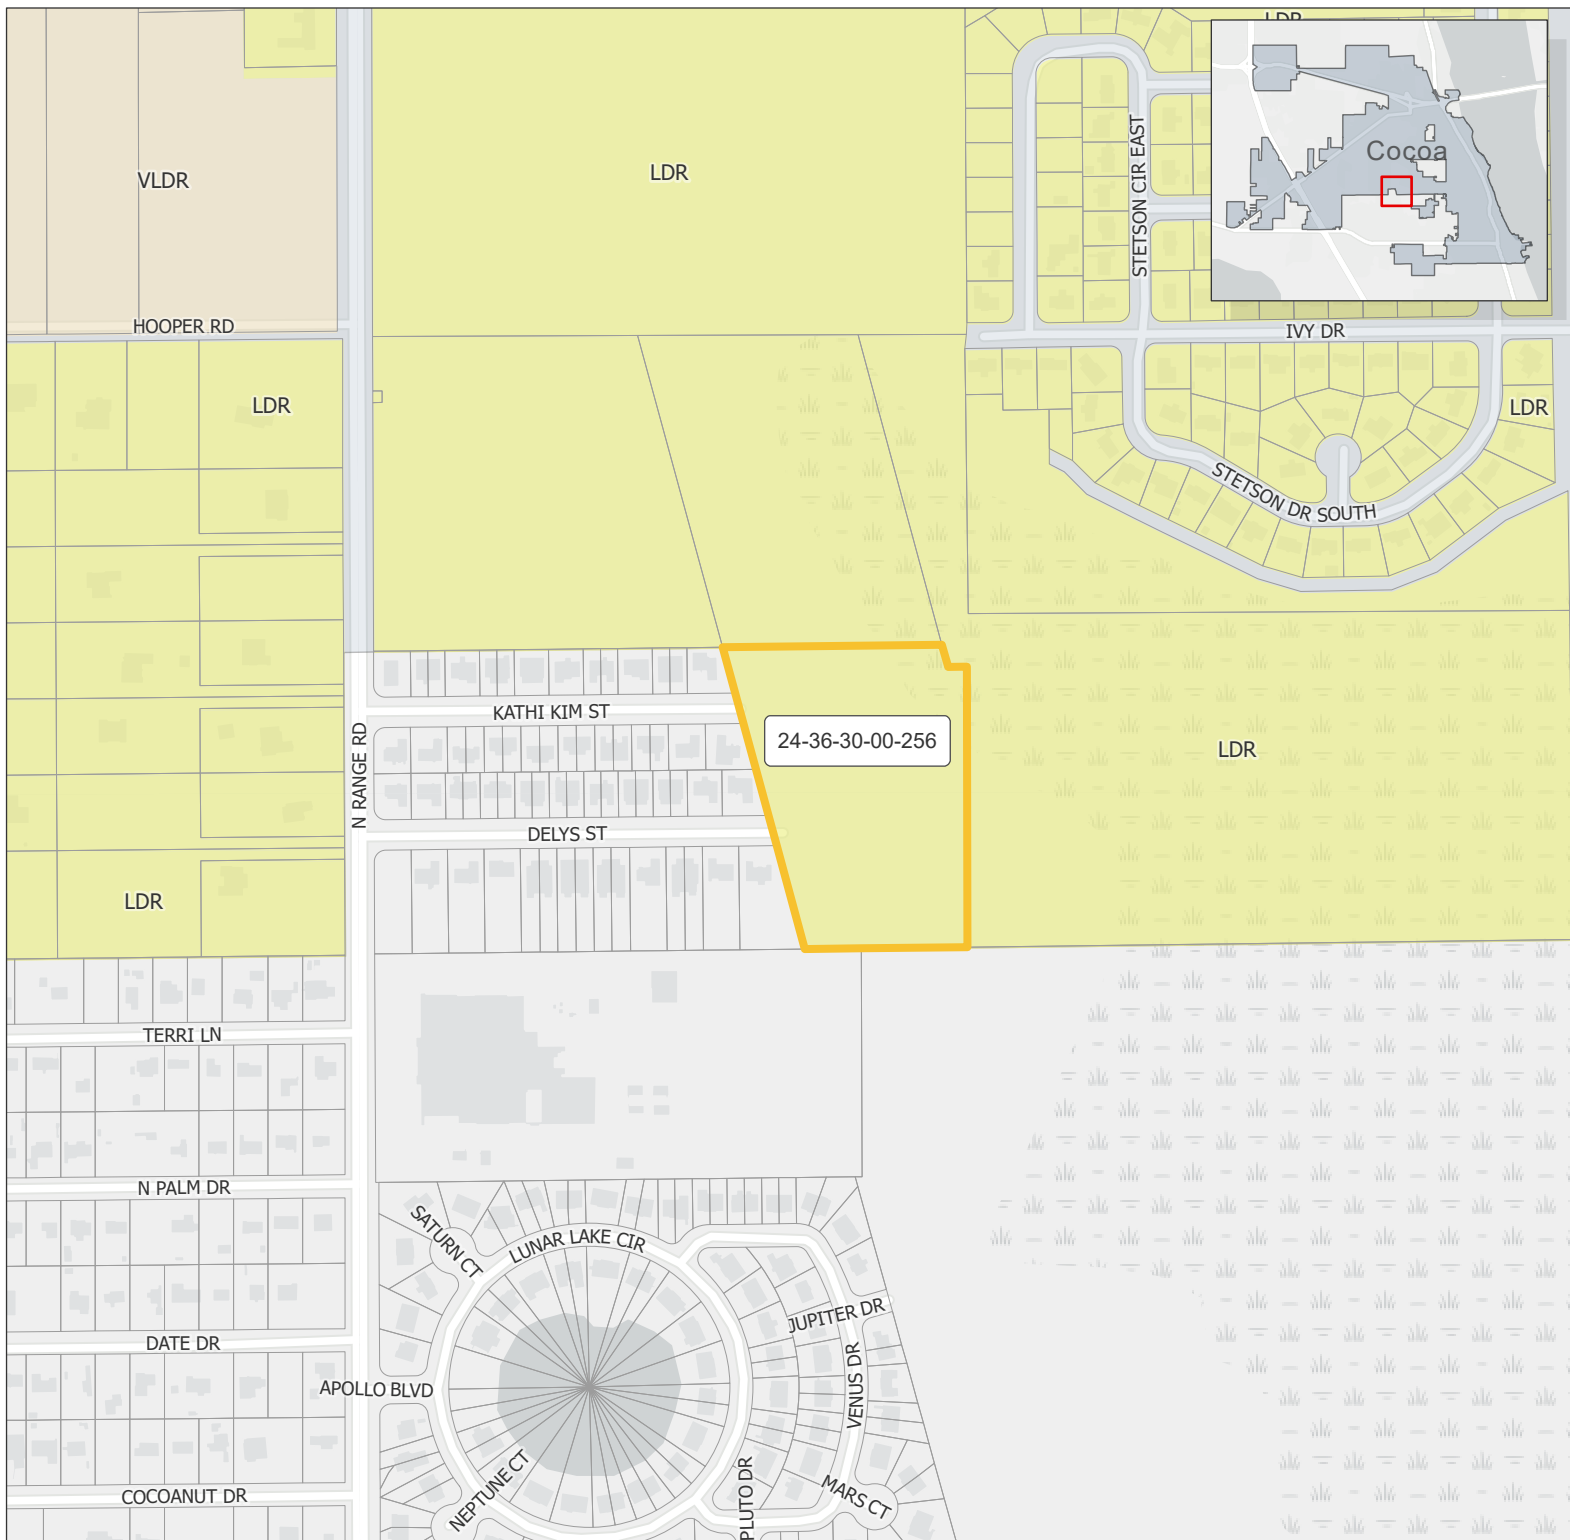 LDR
Cocoa
STETSON CIR EAST
VLDR
LDR
HOOPER RD
IVY DR
LDR
LDR
STETSON DR SOUTH
KATHI KIM ST
24-36-30-00-256
LDR
N RANGE RD
DELYS ST
LDR
TERRI LN
N PALM DR
SATURN CT
LUNAR LAKE CIR
JUPITER DR
DATE DR
APOLLO BLVD
VENUS DR
NEPTUNE CT
PLUTO DR
MARS CT
COCOANUT DR